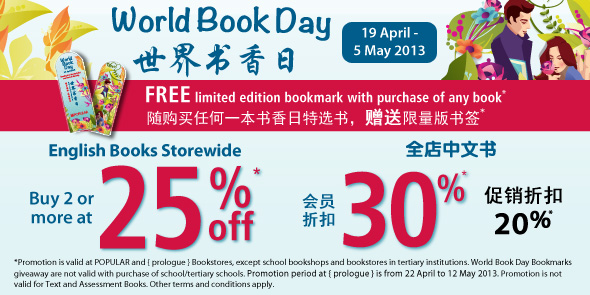 World Book Day
世界书香日
19 April -
5 May 2013
World
Book Day
FREE limited edition bookmark with purchase of any book*
随购买任何一本书香日特选书，赠送限量版书签*
English Books Storewide
Buy 2 or
more at
25%*
off
全店中文书
会员
折扣
30%*
促销折扣
20%*
*Promotion is valid at POPULAR and { prologue } Bookstores, except school bookshops and bookstores in tertiary institutions. World Book Day Bookmarks
giveaway are not valid with purchase of school/tertiary schools. Promotion period at { prologue } is from 22 April to 12 May 2013. Promotion is not
valid for Text and Assessment Books. Other terms and conditions apply.